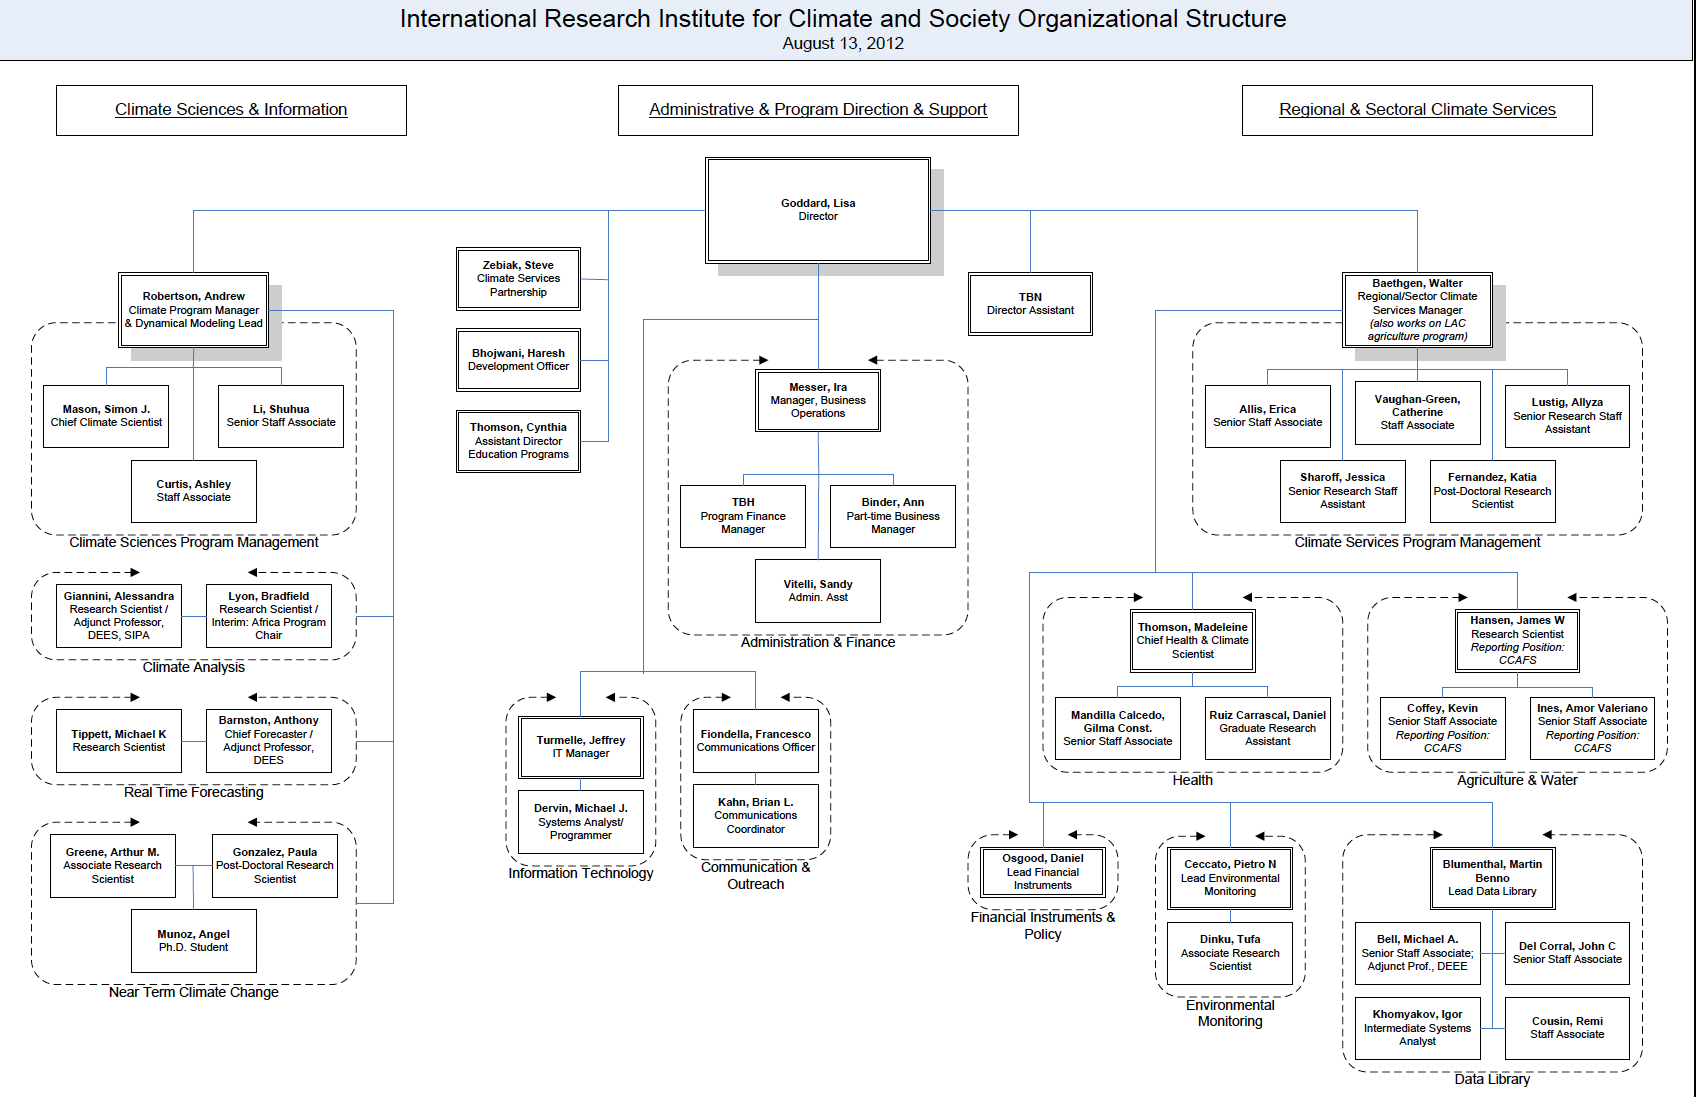 International Research Institute for Climate and Society Organizational Structure
August 13, 2012
Climate Sciences & Information
Administrative & Program Direction & Support
Regional & Sectoral Climate Services
Goddard, Lisa
Director
Zebiak, Steve
Climate Services
Partnership
Bhojwani, Haresh
Development Officer
Thomson, Cynthia
Assistant Director
Education Programs
TBN
Director Assistant
Robertson, Andrew
Climate Program Manager
& Dynamical Modeling Lead
Mason, Simon J.
Chief Climate Scientist
Li, Shuhua
Senior Staff Associate
Curtis, Ashley
Staff Associate
Climate Sciences Program Management
Giannini, Alessandra
Research Scientist /
Adjunct Professor,
DEES, SIPA
Lyon, Bradfield
Research Scientist /
Interim: Africa Program
Chair
Climate Analysis
Tippett, Michael K
Research Scientist
Barnston, Anthony
Chief Forecaster /
Adjunct Professor,
DEES
Real Time Forecasting
Greene, Arthur M.
Associate Research
Scientist
Gonzalez, Paula
Post-Doctoral Research
Scientist
Munoz, Angel
Ph.D. Student
Near Term Climate Change
Messer, Ira
Manager, Business
Operations
TBH
Program Finance
Manager
Binder, Ann
Part-time Business
Manager
Vitelli, Sandy
Admin. Asst
Administration & Finance
Turmelle, Jeffrey
IT Manager
Dervin, Michael J.
Systems Analyst/
Programmer
Information Technology
Fiondella, Francesco
Communications Officer
Kahn, Brian L.
Communications
Coordinator
Communication &
Outreach
Baethgen, Walter
Regional/Sector Climate
Services Manager
(also works on LAC
agriculture program)
Allis, Erica
Senior Staff Associate
Vaughan-Green,
Catherine
Staff Associate
Lustig, Allyza
Senior Research Staff
Assistant
Sharoff, Jessica
Senior Research Staff
Assistant
Fernandez, Katia
Post-Doctoral Research
Scientist
Climate Services Program Management
Thomson, Madeleine
Chief Health & Climate
Scientist
Mandilla Calcedo,
Gilma Const.
Senior Staff Associate
Ruiz Carrascal, Daniel
Graduate Research
Assistant
Health
Hansen, James W
Research Scientist
Reporting Position:
CCAFS
Coffey, Kevin
Senior Staff Associate
Reporting Position:
CCAFS
Ines, Amor Valeriano
Senior Staff Associate
Reporting Position:
CCAFS
Agriculture & Water
Osgood, Daniel
Lead Financial
Instruments
Financial Instruments &
Policy
Ceccato, Pietro N
Lead Environmental
Monitoring
Dinku, Tufa
Associate Research
Scientist
Environmental
Monitoring
Blumenthal, Martin
Benno
Lead Data Library
Bell, Michael A.
Senior Staff Associate;
Adjunct Prof., DEEE
Del Corral, John C
Senior Staff Associate
Khomyakov, Igor
Intermediate Systems
Analyst
Cousin, Remi
Staff Associate
Data Library